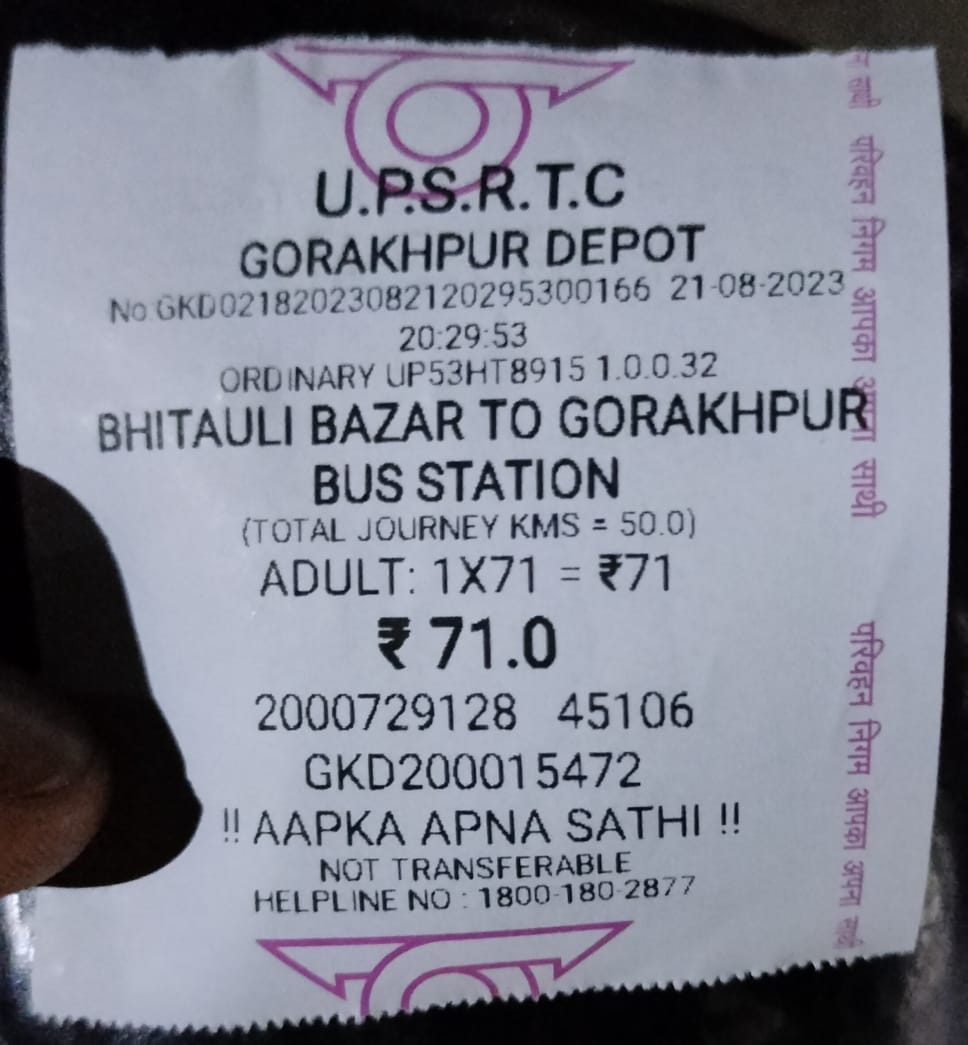 U.P.S.R.T.C
GORAKHPUR DEPOT
No:GKD02182023082120295300166 21-08-2023
20:29:53
ORDINARY UP53HT8915 1.0.0.32
BHITAULI BAZAR TO GORAKHPUR
BUS STATION
(TOTAL JOURNEY KMS = 50.0)
ADULT: 1X71 = ₹71
₹ 71.0
2000729128 45106
GKD200015472
!! AAPKA APNA SATHI !!
NOT TRANSFERABLE
HELPLINE NO : 1800-180-2877
साथी
परिवहन निगम आपका अपना साथी
परिवहन निगम आपका अपना साथी